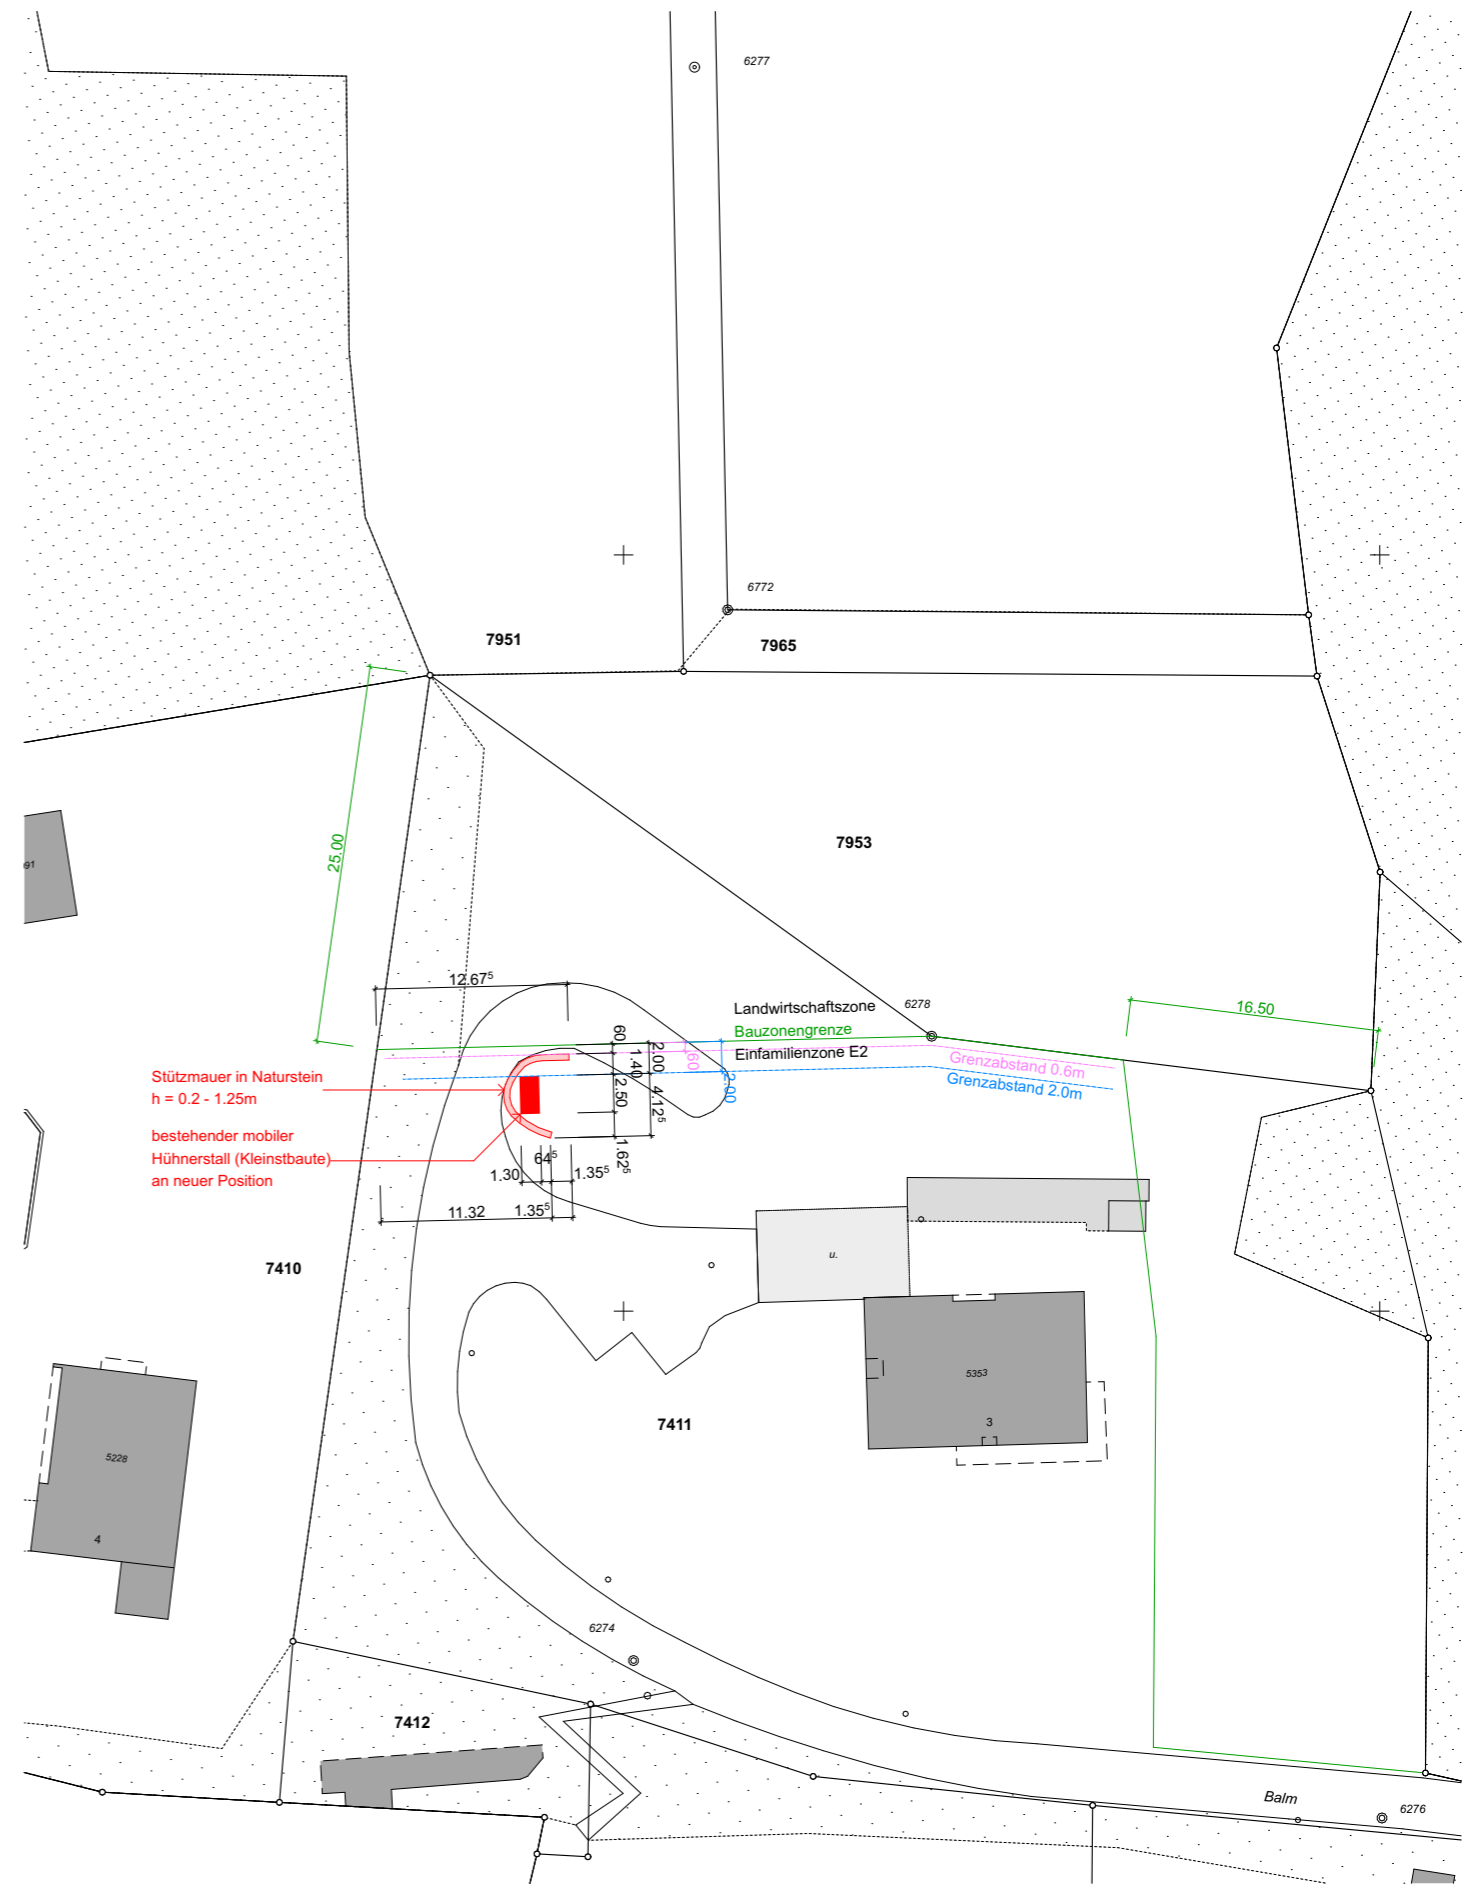 6277
6772
7951
7965
7953
25.00
91
12.67⁵
Landwirtschaftszone
6278
16.50
Bauzonengrenze
Einfamilienzone E2
Grenzabstand 0.6m
Grenzabstand 2.0m
60
2.00
1.40
60
2.00
2.50
4.12⁵
1.62⁵
Stützmauer in Naturstein
h = 0.2 - 1.25m
bestehender mobiler
Hühnerstall (Kleinstbaute)
an neuer Position
64⁵
1.30
1.35⁵
11.32
1.35⁵
7410
u.
5353
3
7411
5228
4
6274
7412
Balm
6276